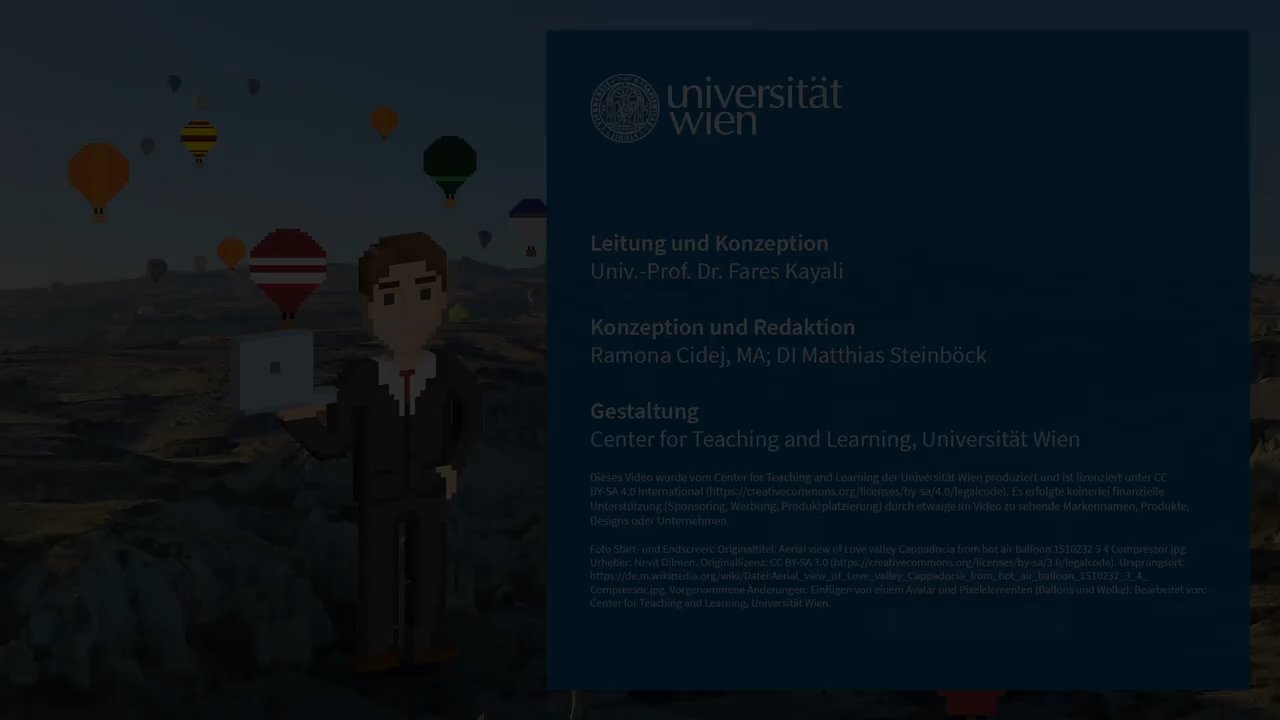 universität
wien
Leitung und Konzeption
Univ.-Prof. Dr. Fares Kayali
Konzeption und Redaktion
Ramona Cidej, MA; DI Matthias Steinböck
Gestaltung
Center for Teaching and Learning, Universität Wien
Dieses Video wurde vom Center for Teaching and Learning der Universität Wien produziert und ist lizenziert unter CC
BY-SA 4.0 International (https://creativecommons.org/licenses/by-sa/4.0/legalcode). Es erfolgte keinerlei finanzielle
Unterstützung (Sponsoring, Werbung, Produktplatzierung) durch etwaige im Video zu sehende Markennamen, Produkte,
Designs oder Unternehmen
Foto Start- und Endscreen: Originaltitel: Aerial view of Love valley Cappadocia from hot air balloon 1510232 3 4 Compressor.jpg.
Urheber: Nevit Dilmen. Originallizenz: CC BY-SA 3.0 (https://creativecommons.org/licenses/by-sa/3.0/legalcode). Ursprungsort:
https://de.m.wikipedia.org/wiki/Datei:Aerial_view_of_Love_valley_Cappadocia_from_hot_air_balloon_1510232_3_4_
Compressor.jpg. Vorgenommene Änderungen: Einfügen von einem Avatar und Pixelelementen (Ballons und Wolke). Bearbeitet von:
Center for Teaching and Learning, Universität Wien.